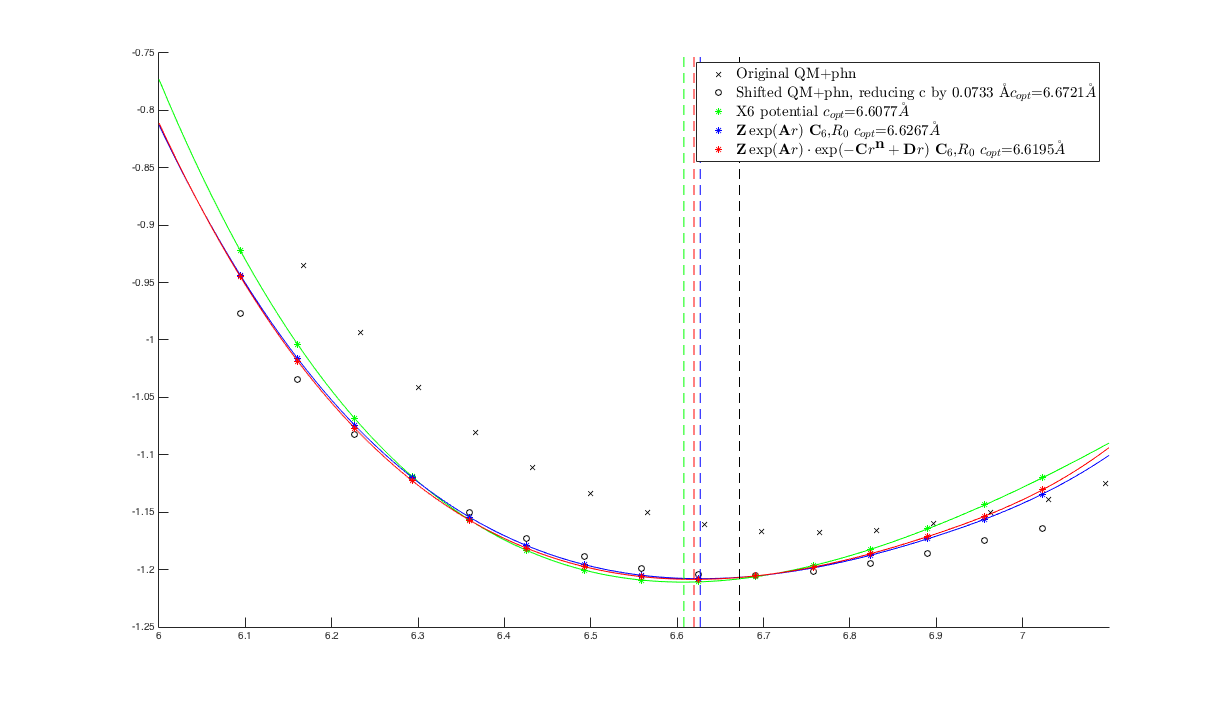 -0.75
-0.8
-0.85
-0.9
-0.95
-1
-1.05
-1.1
-1.15
-1.2
-1.25
6 6.1 6.2 6.3 6.4 6.5 6.6 6.7 6.8 6.9 7
Original QM+phn
Shifted QM+phn, reducing c by 0.0733 Åc_opt=6.6721Å
X6 potential c_opt=6.6077Å
Z exp(Ar) C_6,R_0 c_opt=6.6267Å
Z exp(Ar) · exp(−Cr^n + Dr) C_6,R_0 c_opt=6.6195Å